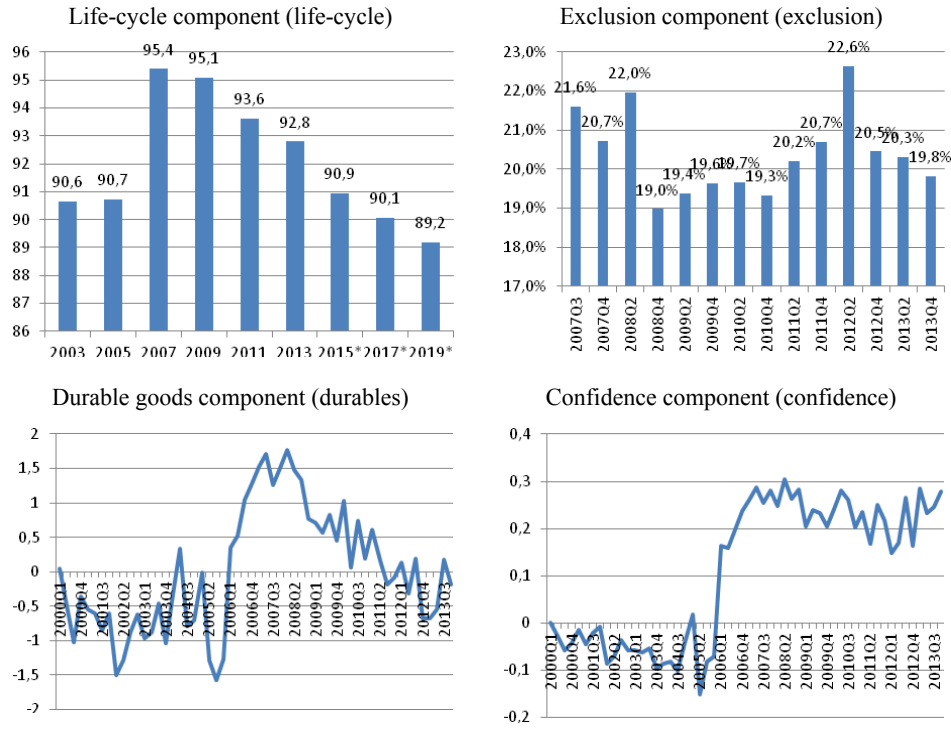 Life-cycle component (life-cycle)
96
95
94
93
92
91
90
89
88
87
86
90,6
90,7
95,4
95,1
93,6
92,8
90,9
90,1
89,2
2003 2005 2007 2009 2011 2013 2015* 2017* 2019*
Exclusion component (exclusion)
23,0%
22,0%
21,0%
20,0%
19,0%
18,0%
17,0%
21,6%
20,7%
22,0%
19,0%
19,4%
19,6%
19,7%
19,3%
20,2%
20,7%
22,6%
20,5%
20,3%
19,8%
2007Q3
2007Q4
2008Q2
2008Q4
2009Q2
2009Q4
2010Q2
2010Q4
2011Q2
2011Q4
2012Q2
2012Q4
2013Q2
2013Q4
Durable goods component (durables)
2
1,5
1
0,5
0
-0,5
-1
-1,5
-2
2000Q1
2000Q4
2001Q3
2002Q2
2003Q1
2003Q4
2004Q3
2005Q2
2006Q1
2006Q4
2007Q3
2008Q2
2009Q1
2009Q4
2010Q3
2011Q2
2012Q1
2012Q4
2013Q3
Confidence component (confidence)
0,4
0,3
0,2
0,1
0
-0,1
-0,2
2000Q1
2000Q4
2001Q3
2002Q2
2003Q1
2003Q4
2004Q3
2005Q2
2006Q1
2006Q4
2007Q3
2008Q2
2009Q1
2009Q4
2010Q3
2011Q2
2012Q1
2012Q4
2013Q3